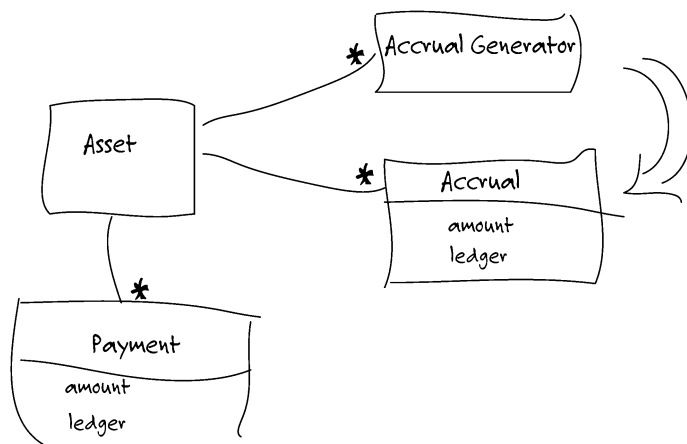 * Accrual Generator
Asset
* Accrual
amount
ledger
*
Payment
amount
ledger